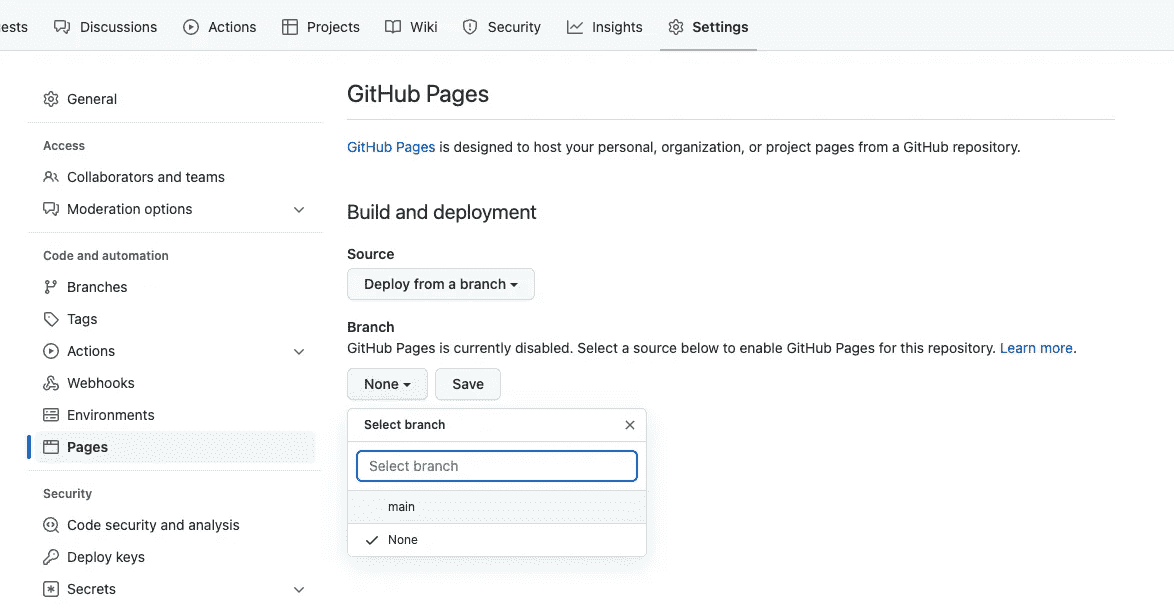 ests Discussions Actions Projects Wiki Security Insights Settings
General
Access
Collaborators and teams
Moderation options
Code and automation
Branches
Tags
Actions
Webhooks
Environments
Pages
Security
Code security and analysis
Deploy keys
Secrets
GitHub Pages
GitHub Pages is designed to host your personal, organization, or project pages from a GitHub repository.
Build and deployment
Source
Deploy from a branch
Branch
GitHub Pages is currently disabled. Select a source below to enable GitHub Pages for this repository. Learn more.
None Save
Select branch
Select branch
main
None